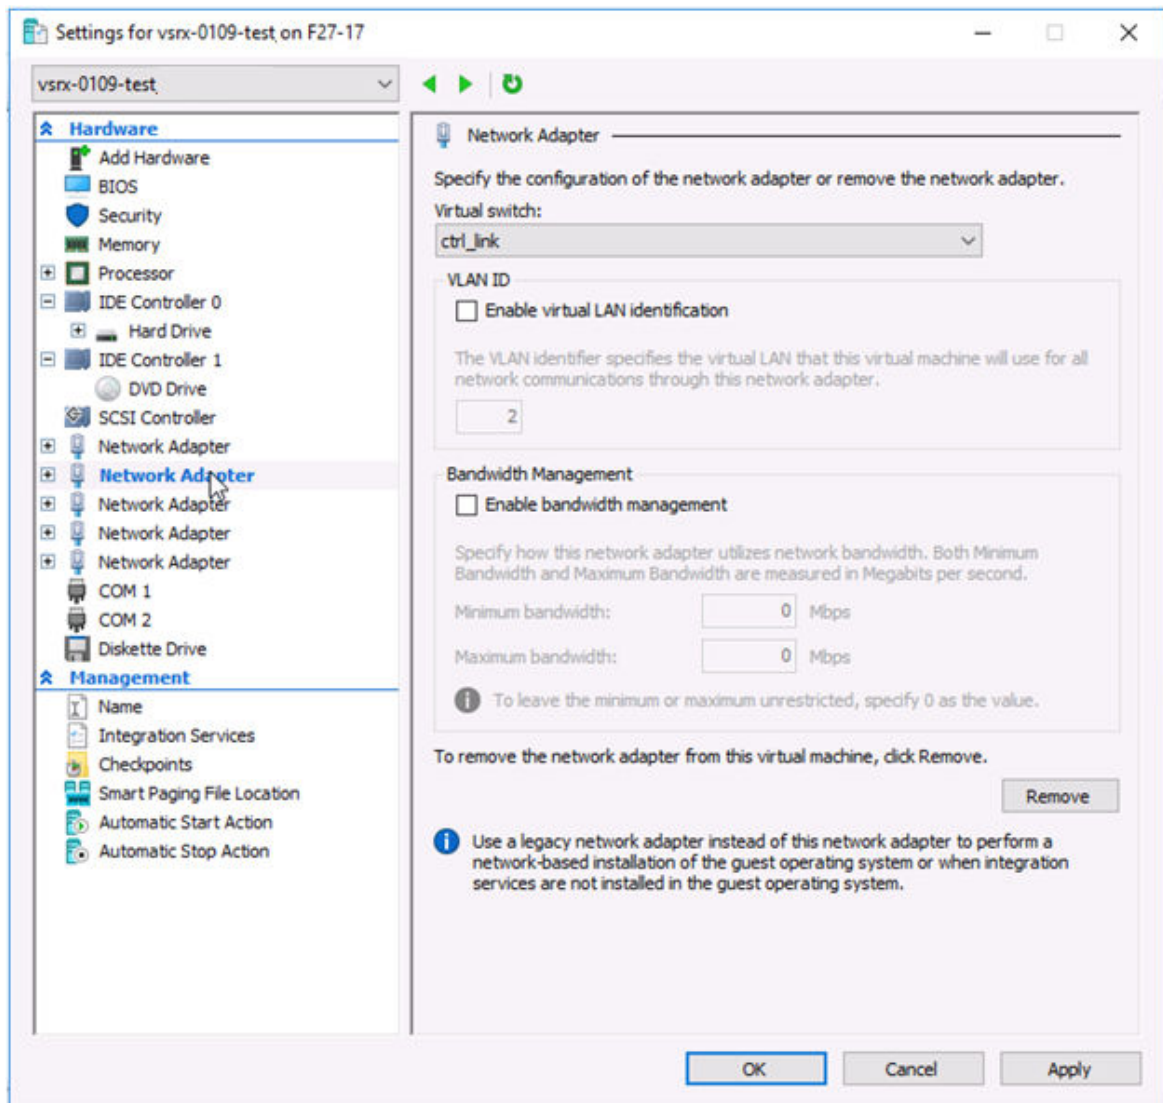 Settings for vsrx-0109-test on F27-17
vsrx-0109-test
Hardware
Add Hardware
BIOS
Security
Memory
Processor
IDE Controller 0
Hard Drive
IDE Controller 1
DVD Drive
SCSI Controller
Network Adapter
Network Adapter
Network Adapter
Network Adapter
Network Adapter
COM 1
COM 2
Diskette Drive
Management
Name
Integration Services
Checkpoints
Smart Paging File Location
Automatic Start Action
Automatic Stop Action
Network Adapter
Specify the configuration of the network adapter or remove the network adapter.
Virtual switch:
ctrl_link
VLAN ID
Enable virtual LAN identification
The VLAN identifier specifies the virtual LAN that this virtual machine will use for all
network communications through this network adapter.
2
Bandwidth Management
Enable bandwidth management
Specify how this network adapter utilizes network bandwidth. Both Minimum
Bandwidth and Maximum Bandwidth are measured in Megabits per second.
Minimum bandwidth: 0 Mbps
Maximum bandwidth: 0 Mbps
To leave the minimum or maximum unrestricted, specify 0 as the value.
To remove the network adapter from this virtual machine, click Remove.
Remove
Use a legacy network adapter instead of this network adapter to perform a
network-based installation of the guest operating system or when integration
services are not installed in the guest operating system.
OK Cancel Apply